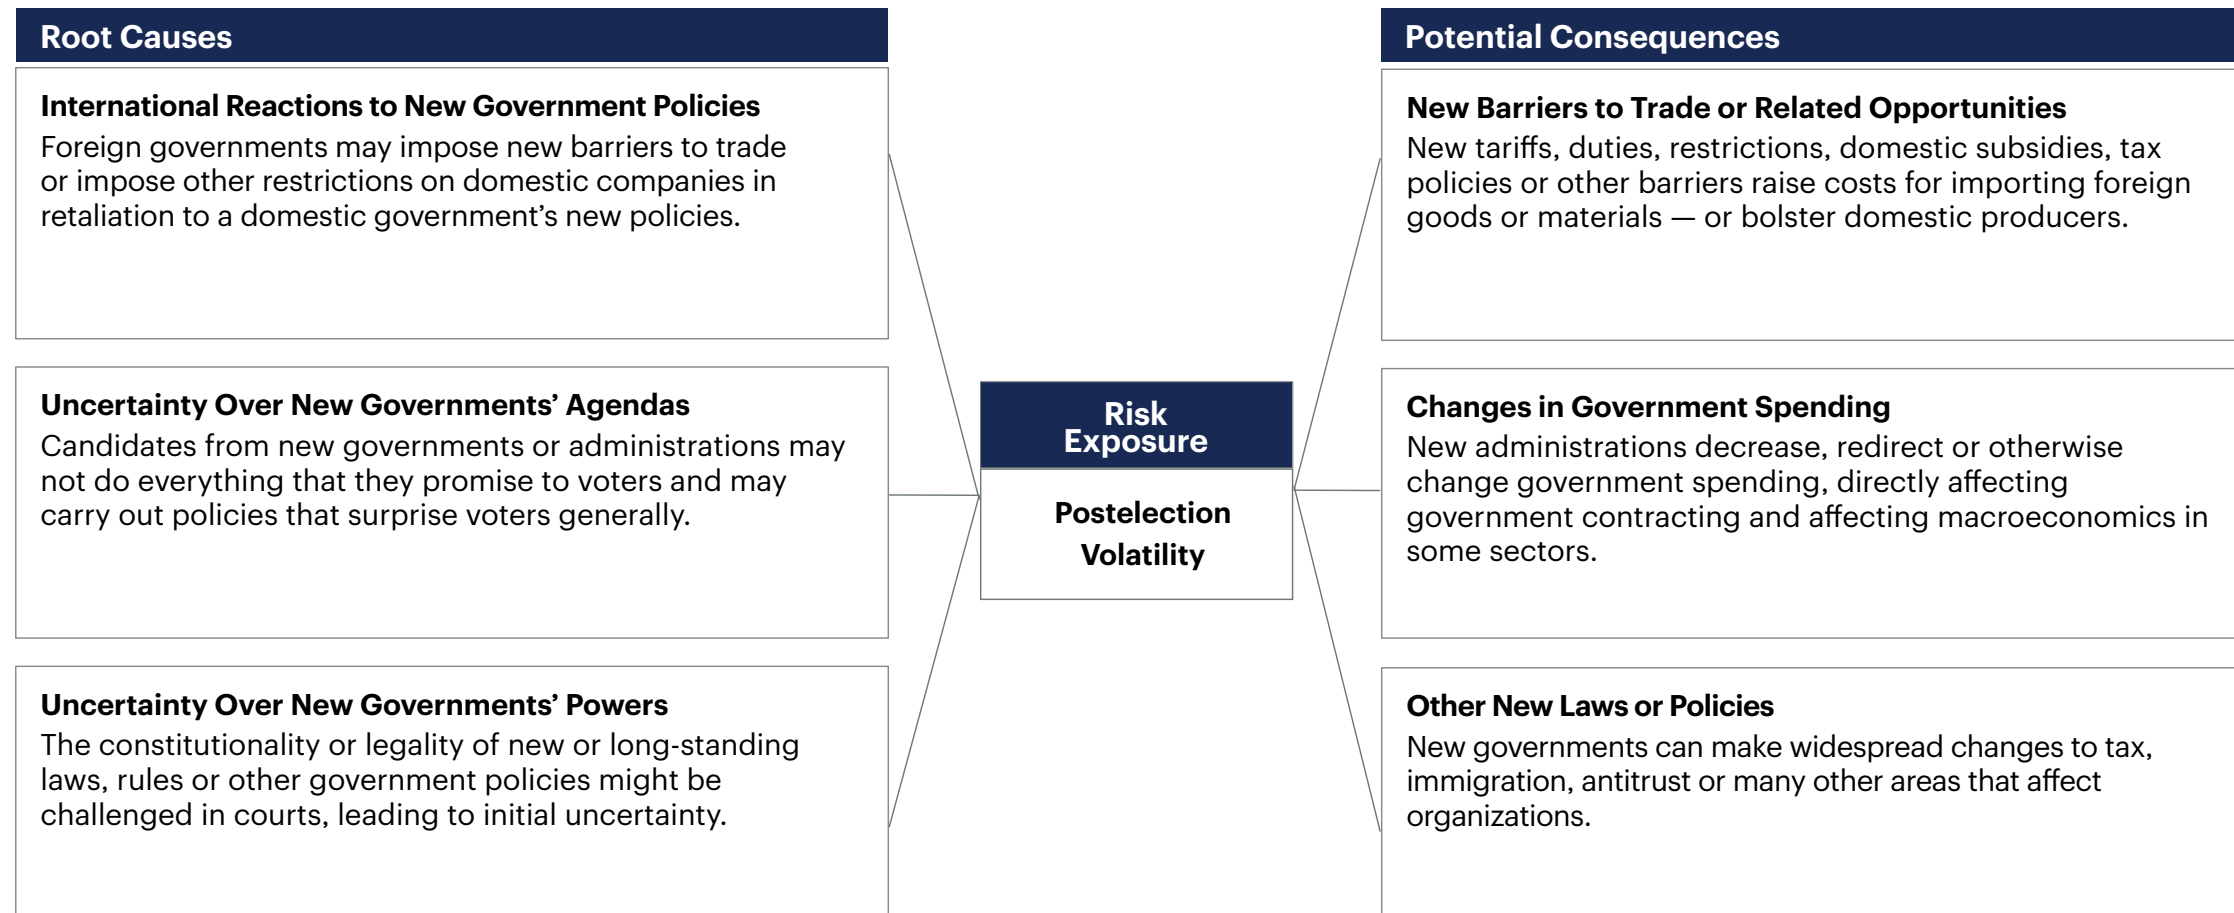 Root Causes
International Reactions to New Government Policies
Foreign governments may impose new barriers to trade
or impose other restrictions on domestic companies in
retaliation to a domestic government’s new policies.
Uncertainty Over New Governments’ Agendas
Candidates from new governments or administrations may
not do everything that they promise to voters and may
carry out policies that surprise voters generally.
Uncertainty Over New Governments’ Powers
The constitutionality or legality of new or long-standing
laws, rules or other government policies might be
challenged in courts, leading to initial uncertainty.
Risk
Exposure
Postelection
Volatility
Potential Consequences
New Barriers to Trade or Related Opportunities
New tariffs, duties, restrictions, domestic subsidies, tax
policies or other barriers raise costs for importing foreign
goods or materials — or bolster domestic producers.
Changes in Government Spending
New administrations decrease, redirect or otherwise
change government spending, directly affecting
government contracting and affecting macroeconomics in
some sectors.
Other New Laws or Policies
New governments can make widespread changes to tax,
immigration, antitrust or many other areas that affect
organizations.